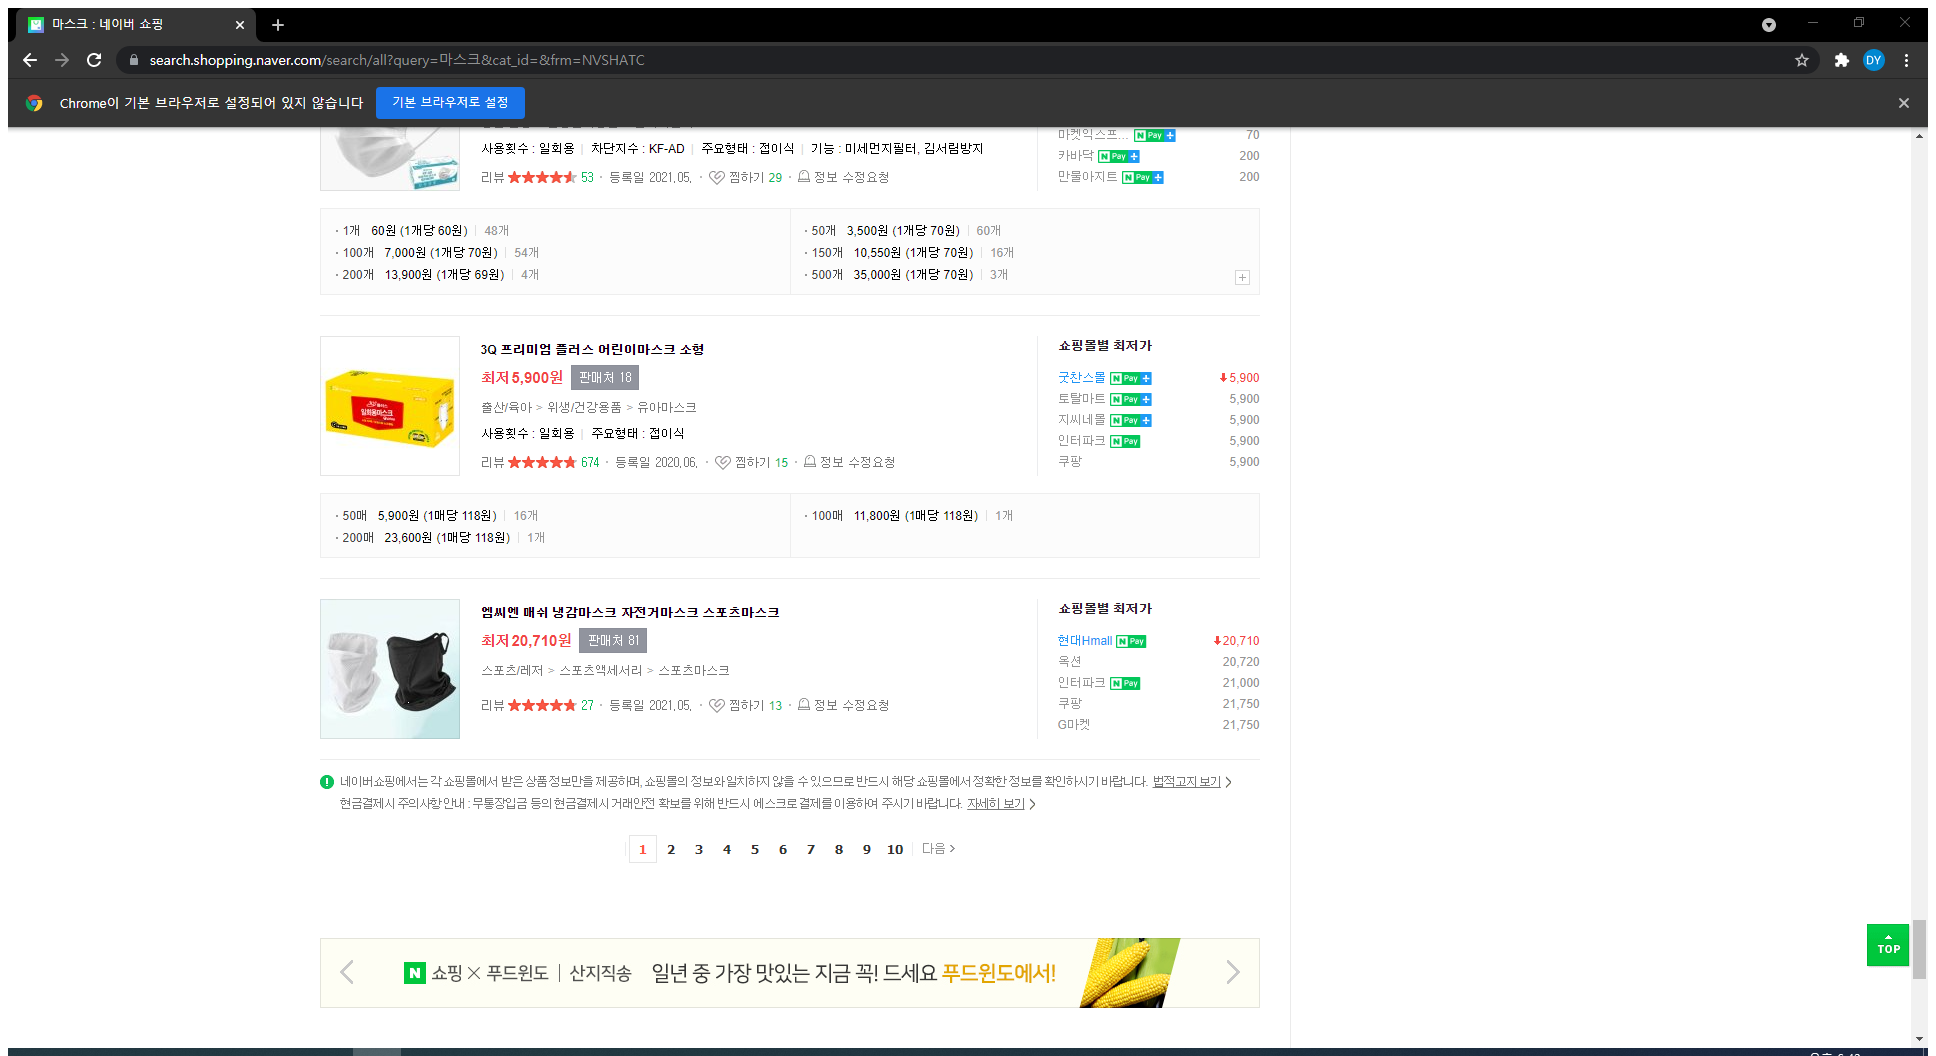 마스크 : 네이버 쇼핑
search.shopping.naver.com/search/all?query=마스크&cat_id=&frm=NVSHATC
DY
Chrome이 기본 브라우저로 설정되어 있지 않습니다 기본 브라우저로 설정
마켓익스프... N Pay + 70
사용횟수 : 일회용 | 차단지수 : KF-AD | 주요형태 : 접이식 | 기능 : 미세먼지필터, 김서림방지
카바닥 N Pay + 200
리뷰 ★★★★★ 53 · 등록일 2021.05. · 찜하기 29 · 정보 수정요청
만물아지트 N Pay + 200
· 1개 60원 (1개당 60원) | 48개
· 50개 3,500원 (1개당 70원) | 60개
· 100개 7,000원 (1개당 70원) | 54개
· 150개 10,550원 (1개당 70원) | 16개
· 200개 13,900원 (1개당 69원) | 4개
· 500개 35,000원 (1개당 70원) | 3개
3Q 프리미엄 플러스 어린이마스크 소형
최저 5,900원 판매처 18
출산/육아 > 위생/건강용품 > 유아마스크
사용횟수 : 일회용 | 주요형태 : 접이식
리뷰 ★★★★★ 674 · 등록일 2020.06. · 찜하기 15 · 정보 수정요청
쇼핑몰별 최저가
굿찬스몰 N Pay + 5,900
토탈마트 N Pay + 5,900
지씨네몰 N Pay + 5,900
인터파크 N Pay 5,900
쿠팡 5,900
· 50매 5,900원 (1매당 118원) | 16개
· 100매 11,800원 (1매당 118원) | 1개
· 200매 23,600원 (1매당 118원) | 1개
엠씨엔 매쉬 냉감마스크 자전거마스크 스포츠마스크
최저 20,710원 판매처 81
스포츠/레저 > 스포츠액세서리 > 스포츠마스크
리뷰 ★★★★★ 27 · 등록일 2021.05. · 찜하기 13 · 정보 수정요청
쇼핑몰별 최저가
현대Hmall N Pay 20,710
옥션 20,720
인터파크 N Pay 21,000
쿠팡 21,750
G마켓 21,750
네이버쇼핑에서는 각 쇼핑몰에서 받은 상품 정보만을 제공하며, 쇼핑몰의 정보와 일치하지 않을 수 있으므로 반드시 해당 쇼핑몰에서 정확한 정보를 확인하시기 바랍니다. 법적고지 보기 >
현금결제시 주의사항 안내 : 무통장입금 등의 현금결제시 거래안전 확보를 위해 반드시 에스크로 결제를 이용하여 주시기 바랍니다. 자세히 보기 >
1 2 3 4 5 6 7 8 9 10 다음 >
N 쇼핑 × 푸드윈도 | 산지직송 일년 중 가장 맛있는 지금 꼭! 드세요 푸드윈도에서!
TOP